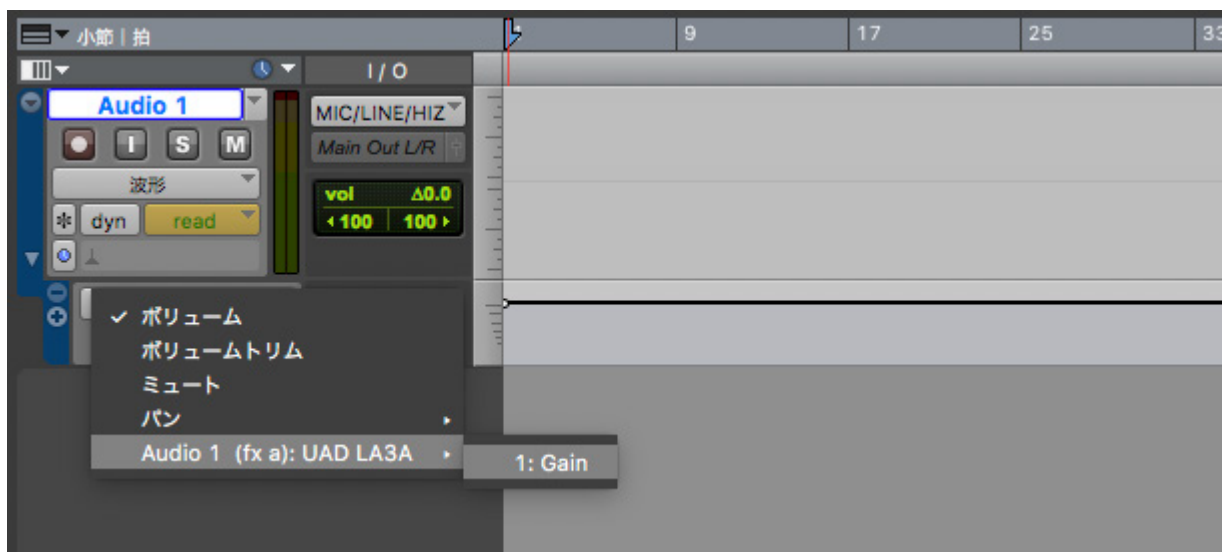 小節｜拍
9 17 25 33
I / O
Audio 1
MIC/LINE/HIZ
I S M
Main Out L/R
波形
vol Δ0.0
dyn read
100 100
ボリューム
ボリュームトリム
ミュート
パン
Audio 1 (fx a): UAD LA3A
1: Gain